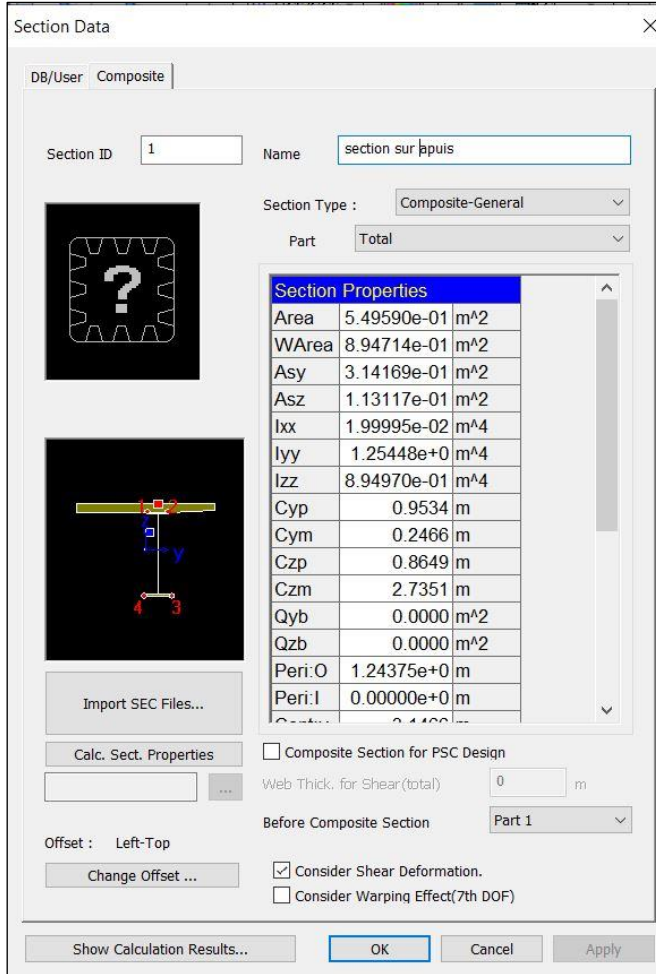 Section Data
DB/User Composite
Section ID 1 Name section sur apuis
Section Type : Composite-General
Part Total
?
Section Properties
Area 5.49590e-01 m^2
WArea 8.94714e-01 m^2
Asy 3.14169e-01 m^2
Asz 1.13117e-01 m^2
Ixx 1.99995e-02 m^4
Iyy 1.25448e+0 m^4
Izz 8.94970e-01 m^4
Cyp 0.9534 m
Cym 0.2466 m
Czp 0.8649 m
Czm 2.7351 m
Qyb 0.0000 m^2
Qzb 0.0000 m^2
Peri:O 1.24375e+0 m
Peri:I 0.00000e+0 m
1 2
z
y
4 3
Import SEC Files...
Calc. Sect. Properties
...
Offset : Left-Top
Change Offset ...
Composite Section for PSC Design
Web Thick. for Shear(total) 0 m
Before Composite Section Part 1
Consider Shear Deformation.
Consider Warping Effect(7th DOF)
Show Calculation Results... OK Cancel Apply